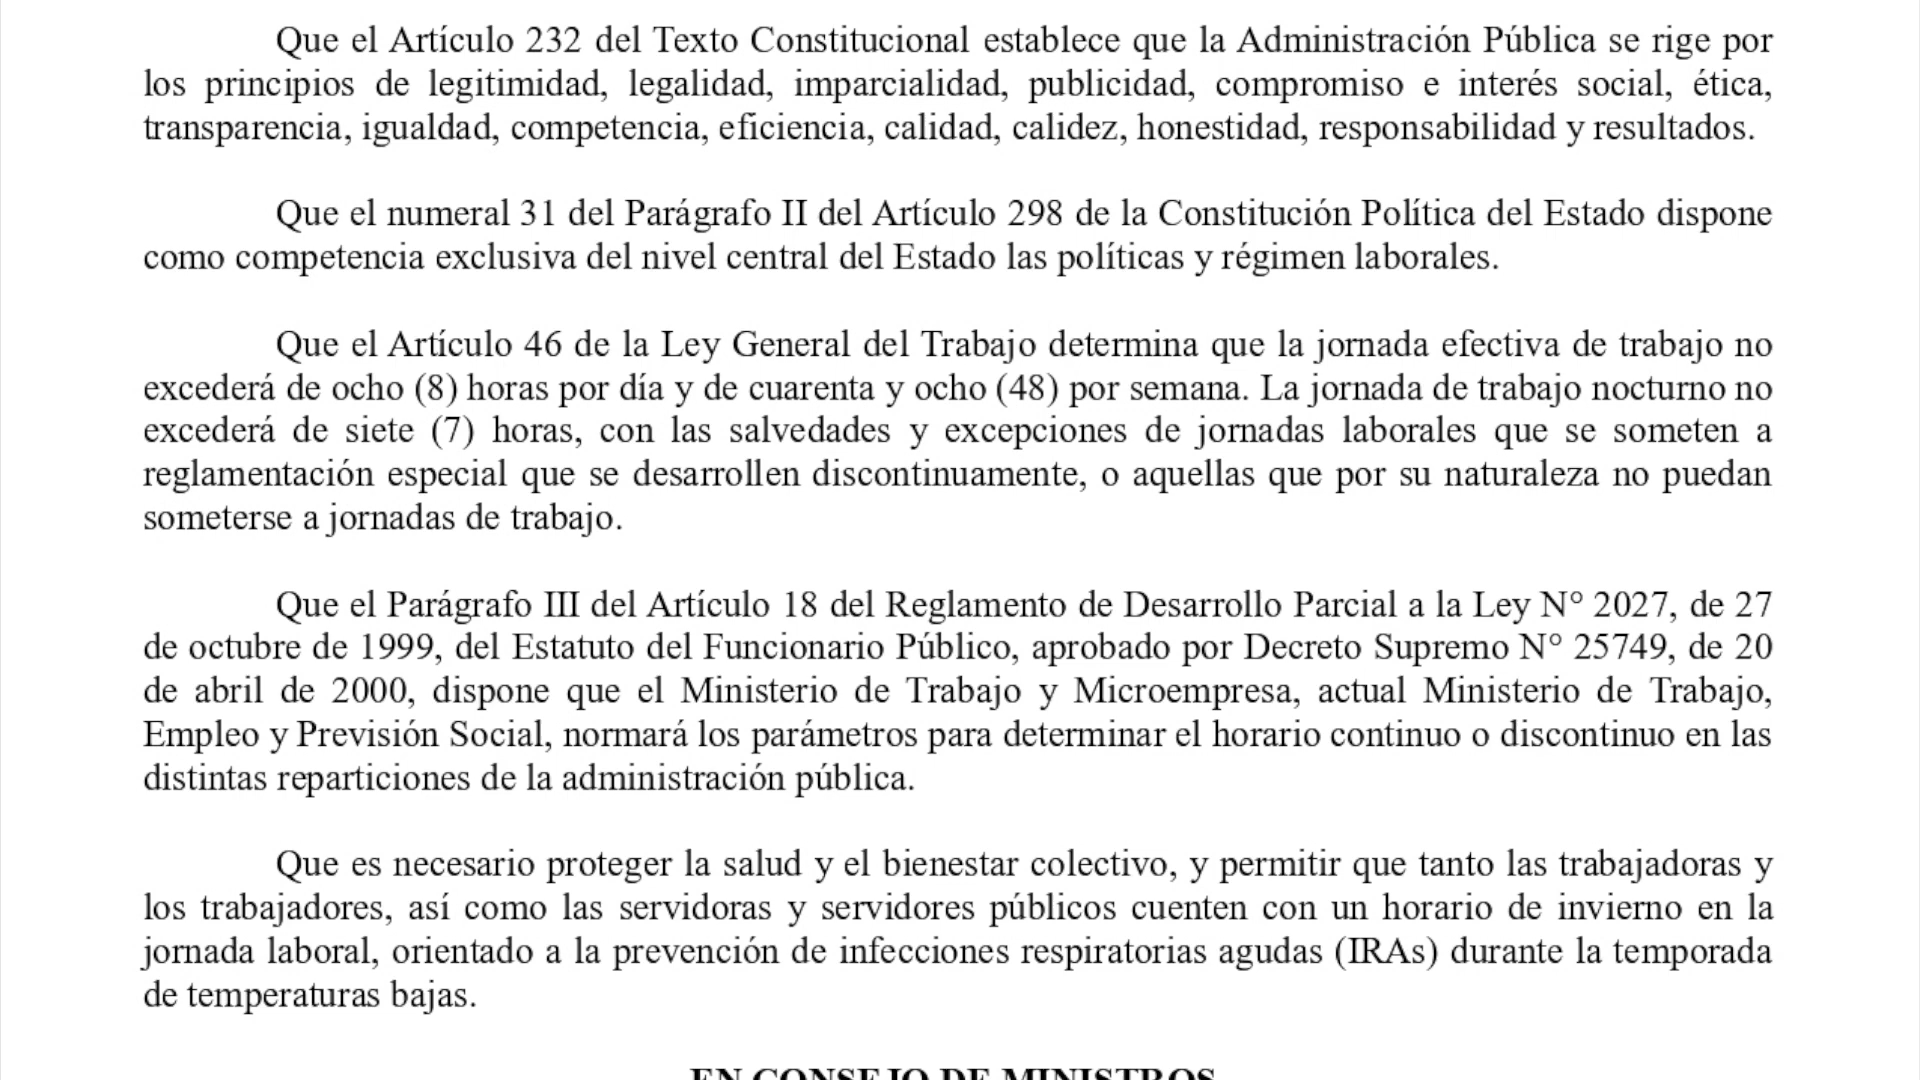 Que el Artículo 232 del Texto Constitucional establece que la Administración Pública se rige por
los principios de legitimidad, legalidad, imparcialidad, publicidad, compromiso e interés social, ética,
transparencia, igualdad, competencia, eficiencia, calidad, calidez, honestidad, responsabilidad y resultados.
Que el numeral 31 del Parágrafo II del Artículo 298 de la Constitución Política del Estado dispone
como competencia exclusiva del nivel central del Estado las políticas y régimen laborales.
Que el Artículo 46 de la Ley General del Trabajo determina que la jornada efectiva de trabajo no
excederá de ocho (8) horas por día y de cuarenta y ocho (48) por semana. La jornada de trabajo nocturno no
excederá de siete (7) horas, con las salvedades y excepciones de jornadas laborales que se someten a
reglamentación especial que se desarrollen discontinuamente, o aquellas que por su naturaleza no puedan
someterse a jornadas de trabajo.
Que el Parágrafo III del Artículo 18 del Reglamento de Desarrollo Parcial a la Ley N° 2027, de 27
de octubre de 1999, del Estatuto del Funcionario Público, aprobado por Decreto Supremo N° 25749, de 20
de abril de 2000, dispone que el Ministerio de Trabajo y Microempresa, actual Ministerio de Trabajo,
Empleo y Previsión Social, normará los parámetros para determinar el horario continuo o discontinuo en las
distintas reparticiones de la administración pública.
Que es necesario proteger la salud y el bienestar colectivo, y permitir que tanto las trabajadoras y
los trabajadores, así como las servidoras y servidores públicos cuenten con un horario de invierno en la
jornada laboral, orientado a la prevención de infecciones respiratorias agudas (IRAs) durante la temporada
de temperaturas bajas.
EN CONSEJO DE MINISTROS